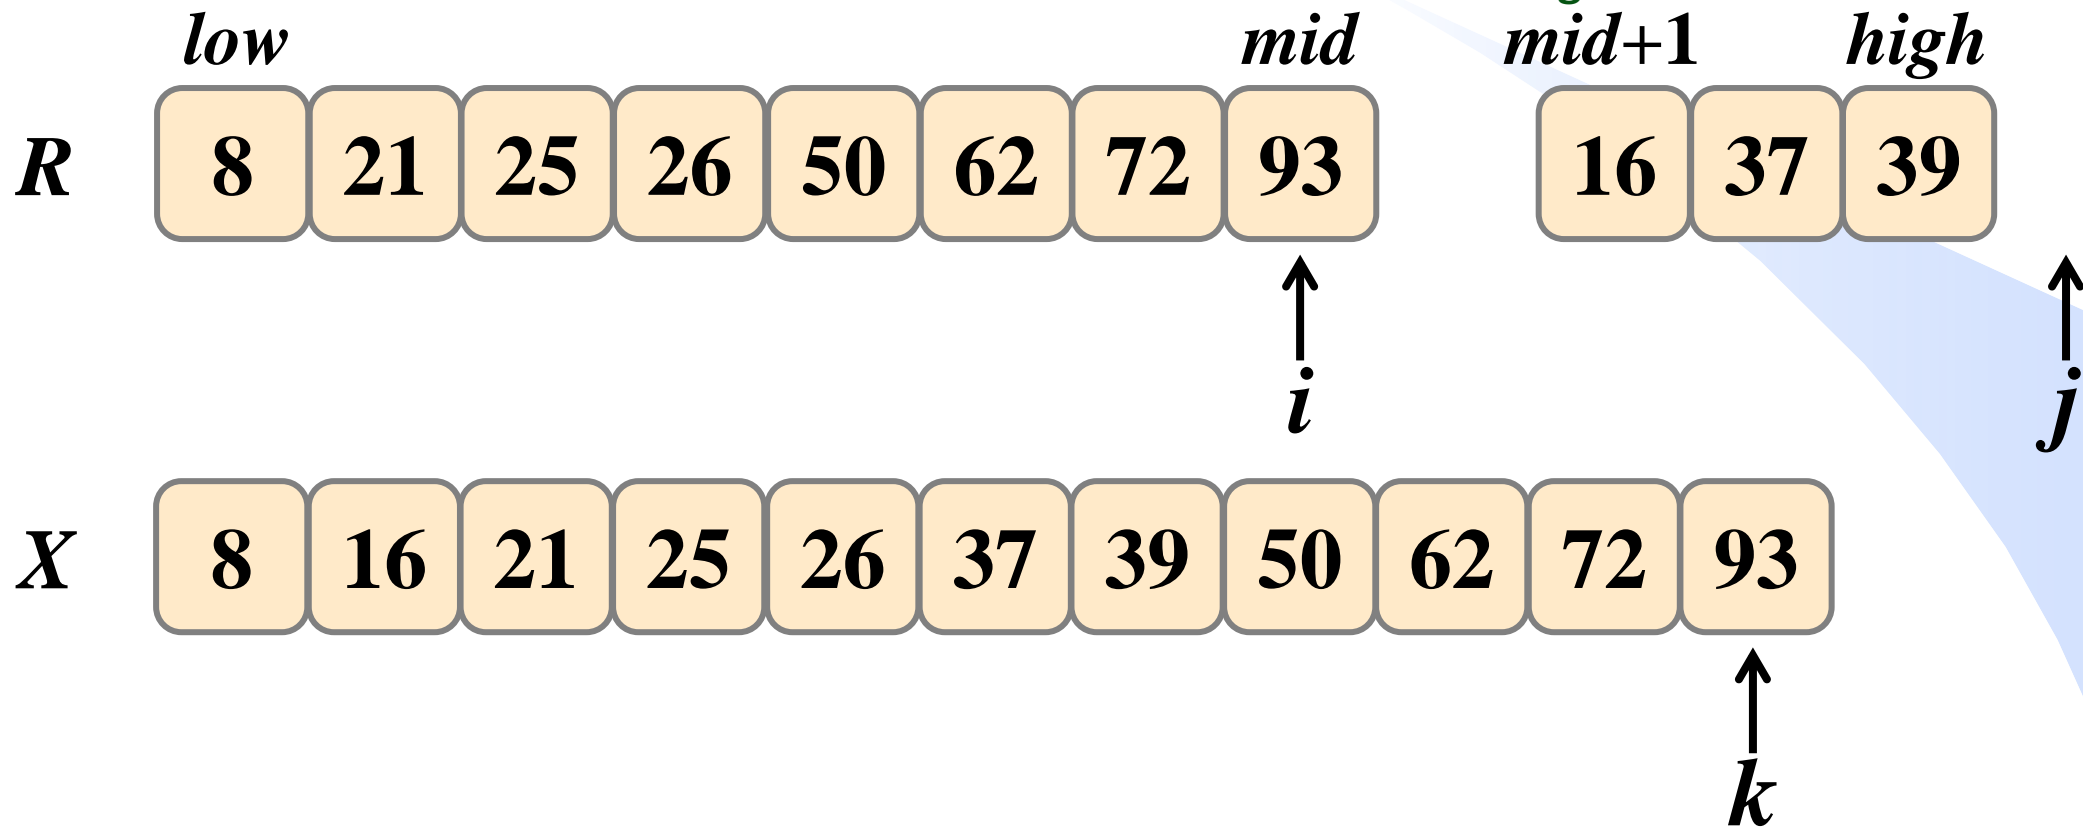 low mid mid+1 high
R 8 21 25 26 50 62 72 93 16 37 39
i j
X 8 16 21 25 26 37 39 50 62 72 93
k